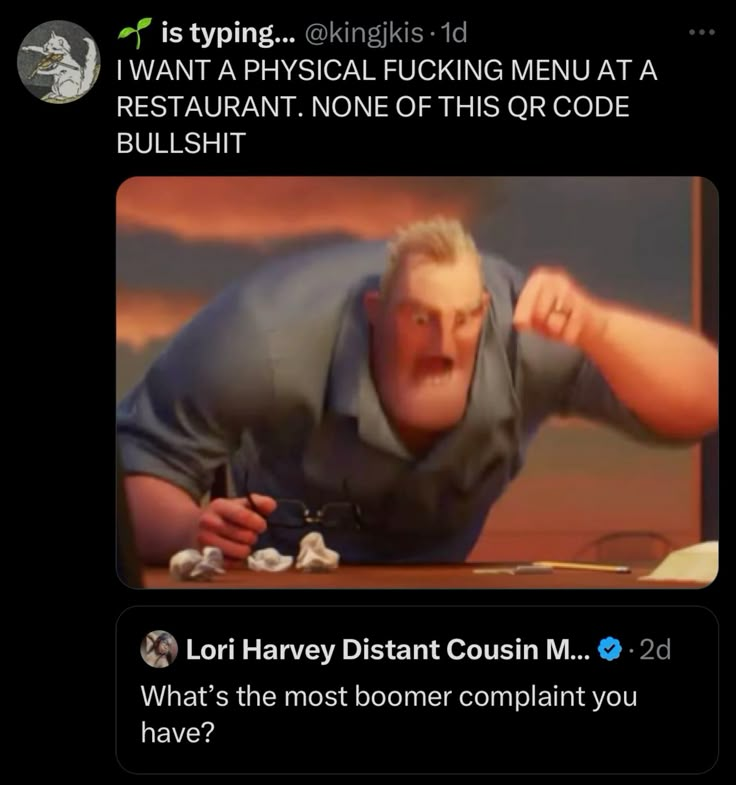 🌱 is typing... @kingjkis · 1d
I WANT A PHYSICAL FUCKING MENU AT A
RESTAURANT. NONE OF THIS QR CODE
BULLSHIT
Lori Harvey Distant Cousin M... · 2d
What's the most boomer complaint you
have?